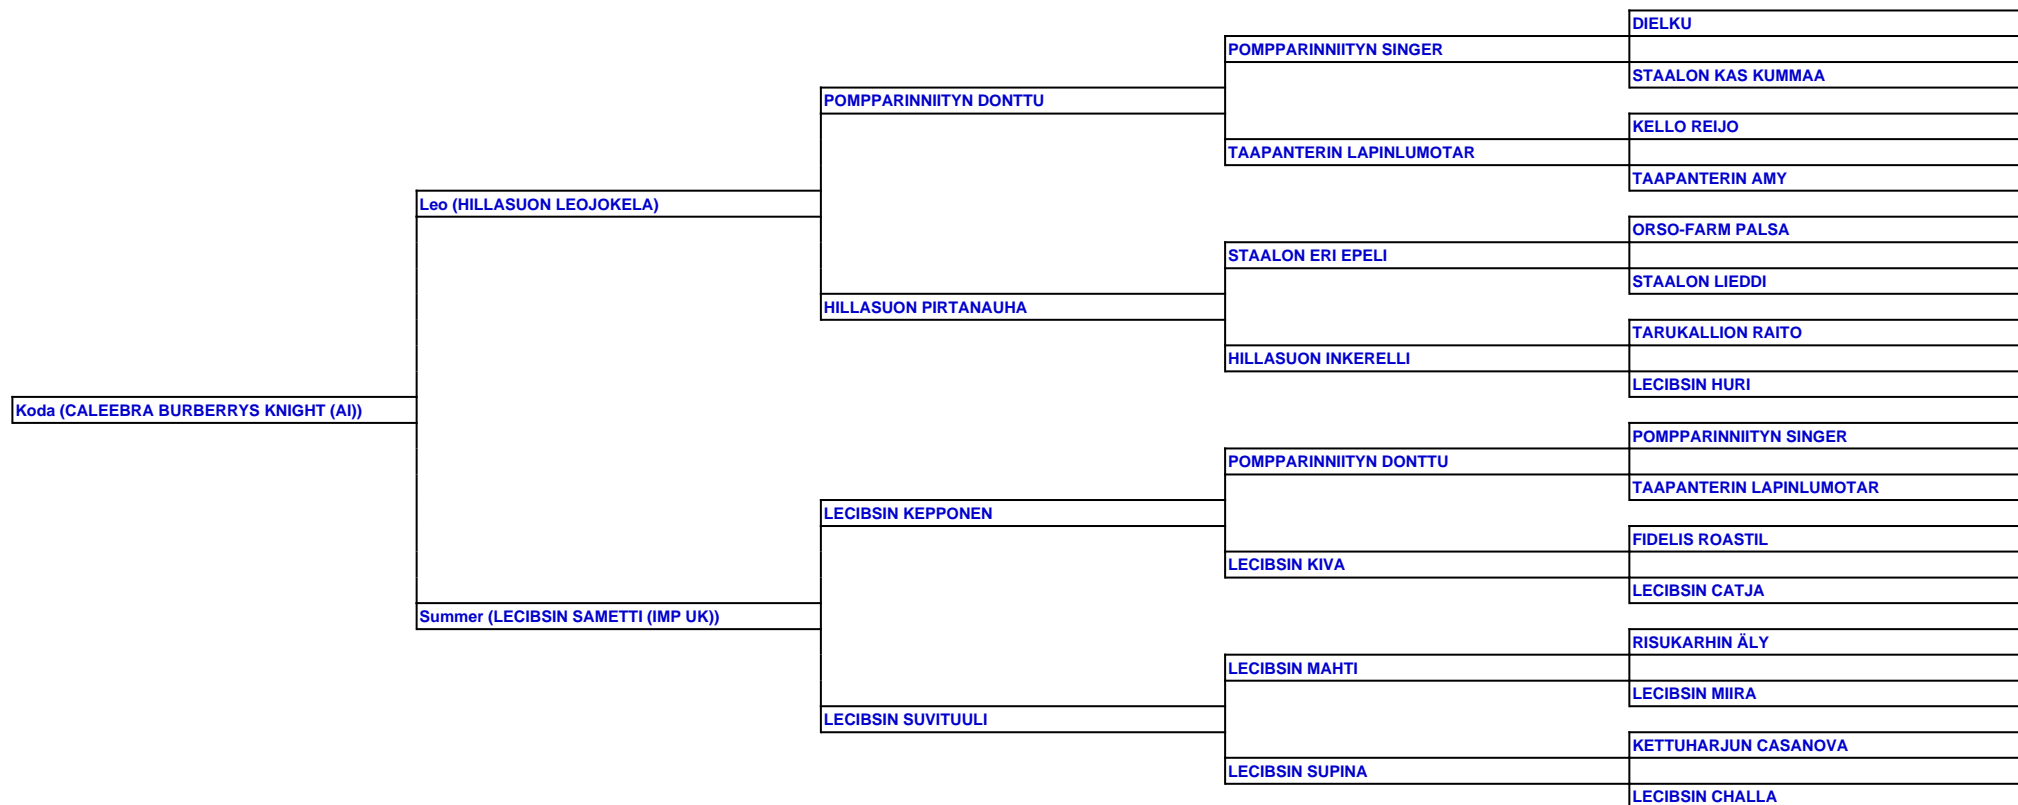 DIELKU
POMPPARINNIITYN SINGER
STAALON KAS KUMMAA
POMPPARINNIITYN DONTTU
KELLO REIJO
TAAPANTERIN LAPINLUMOTAR
TAAPANTERIN AMY
Leo (HILLASUON LEOJOKELA)
ORSO-FARM PALSA
STAALON ERI EPELI
STAALON LIEDDI
HILLASUON PIRTANAUHA
TARUKALLION RAITO
HILLASUON INKERELLI
LECIBSIN HURI
Koda (CALEEBRA BURBERRYS KNIGHT (AI))
POMPPARINNIITYN SINGER
POMPPARINNIITYN DONTTU
TAAPANTERIN LAPINLUMOTAR
LECIBSIN KEPPONEN
FIDELIS ROASTIL
LECIBSIN KIVA
LECIBSIN CATJA
Summer (LECIBSIN SAMETTI (IMP UK))
RISUKARHIN ÄLY
LECIBSIN MAHTI
LECIBSIN MIIRA
LECIBSIN SUVITUULI
KETTUHARJUN CASANOVA
LECIBSIN SUPINA
LECIBSIN CHALLA